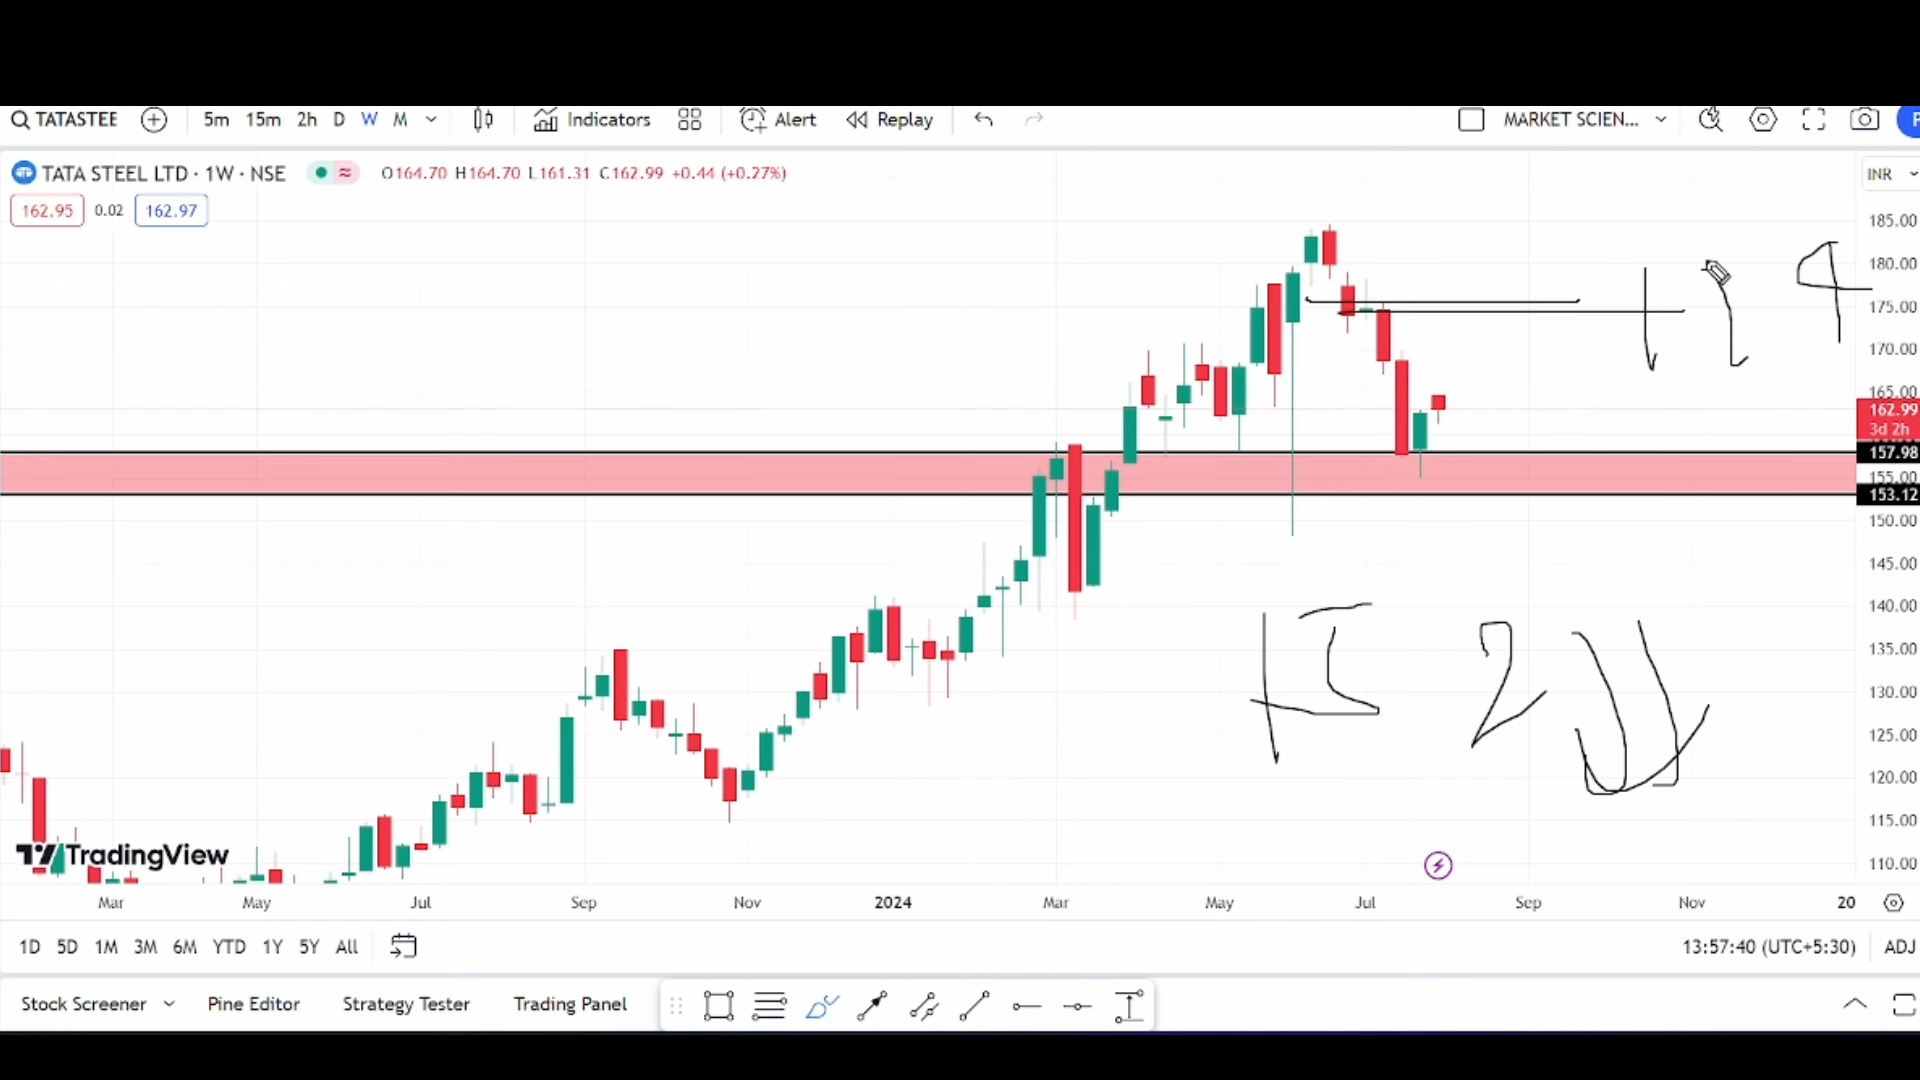 TATASTEE 5m 15m 2h D W M Indicators Alert Replay MARKET SCIEN...
TATA STEEL LTD · 1W · NSE O164.70 H164.70 L161.31 C162.99 +0.44 (+0.27%) INR
162.95 0.02 162.97
185.00
180.00
175.00
170.00
165.00
162.99
3d 2h
157.98
155.00
153.12
150.00
145.00
140.00
135.00
130.00
125.00
120.00
115.00
110.00
TradingView
Mar May Jul Sep Nov 2024 Mar May Jul Sep Nov 20
1D 5D 1M 3M 6M YTD 1Y 5Y All 13:57:40 (UTC+5:30) ADJ
Stock Screener Pine Editor Strategy Tester Trading Panel